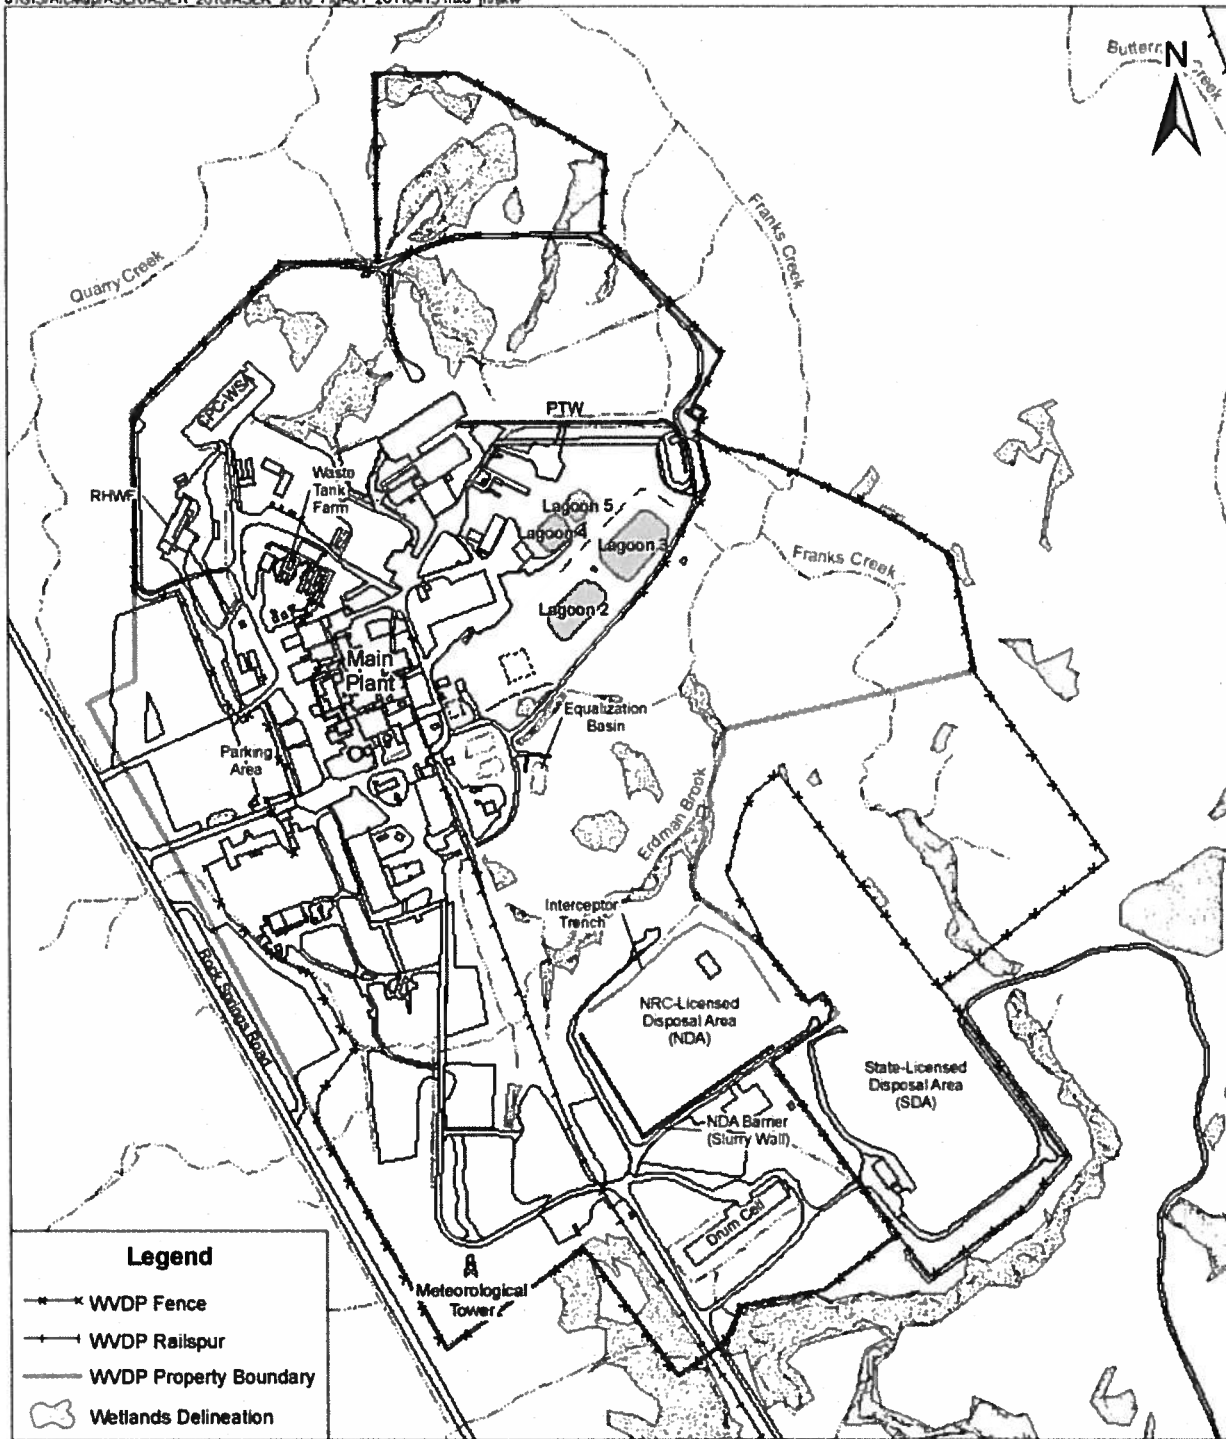 N
Quarry Creek
Franks Creek
CPC-WSA
PTW
Waste
Tank
Farm
RHWF
Lagoon 5
Lagoon 4
Lagoon 3
Franks Creek
Lagoon 2
Main
Plant
Equalization
Basin
Parking
Area
Erdman Brook
Interceptor
Trench
Rock Springs Road
NRC-Licensed
Disposal Area
(NDA)
State-Licensed
Disposal Area
(SDA)
NDA Barrier
(Slurry Wall)
Drum Cell
Meteorological
Tower
Legend
WVDP Fence
WVDP Railspur
WVDP Property Boundary
Wetlands Delineation